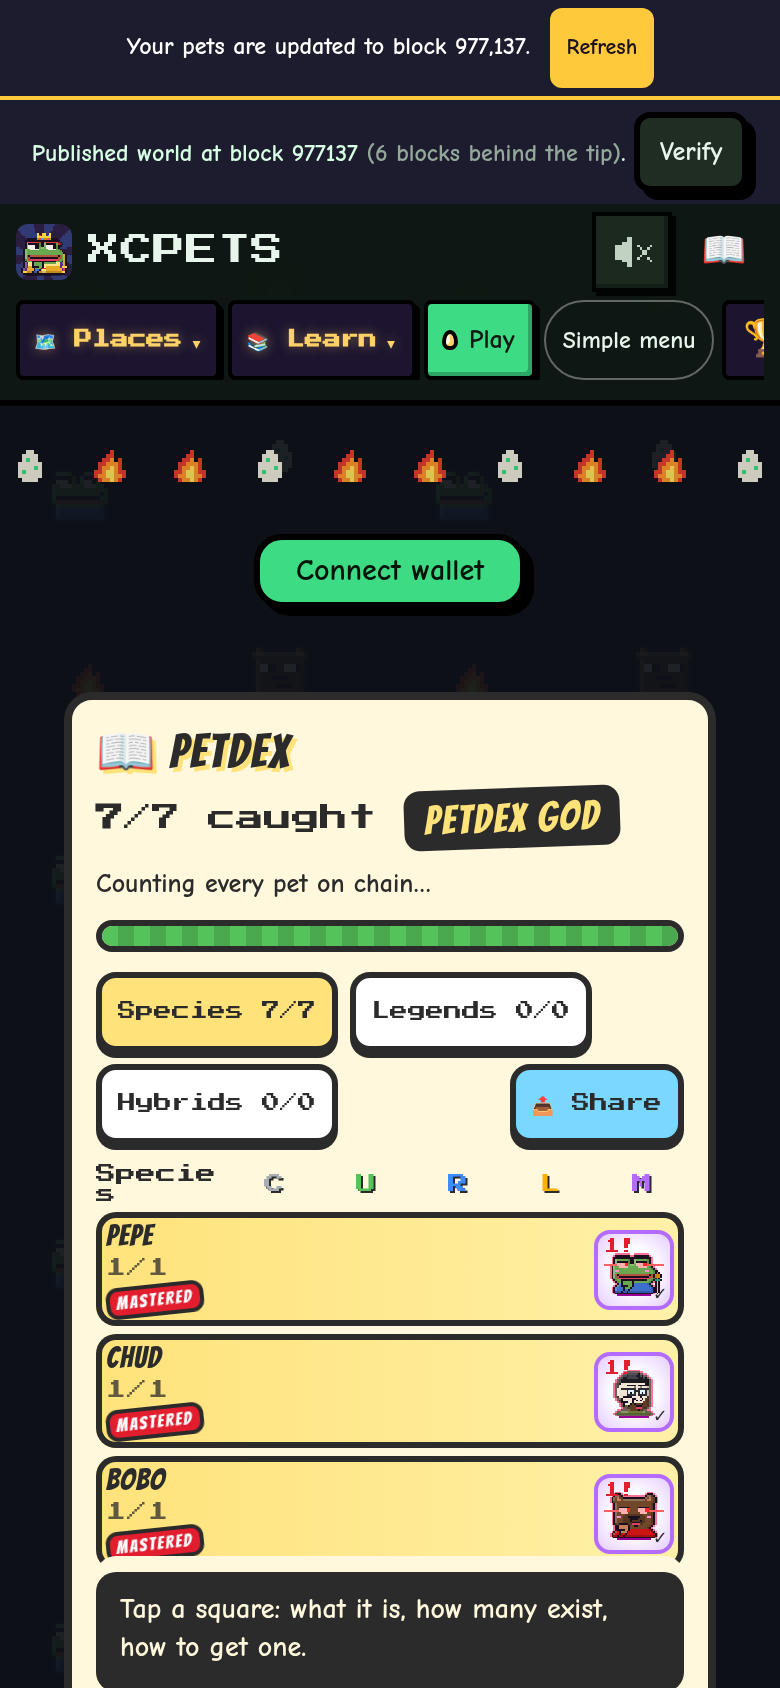 Your pets are updated to block 977,137.
Refresh
Published world at block 977137 (6 blocks behind the tip).
Verify
XCPETS
Places ▾
Learn ▾
Play
Simple menu
Connect wallet
PETDEX
7/7 caught
PETDEX GOD
Counting every pet on chain...
Species 7/7
Legends 0/0
Hybrids 0/0
Share
Specie
s
C U R L M
PEPE
1/1
MASTERED
1!
CHUD
1/1
MASTERED
1!
BOBO
1/1
MASTERED
1!
Tap a square: what it is, how many exist,
how to get one.